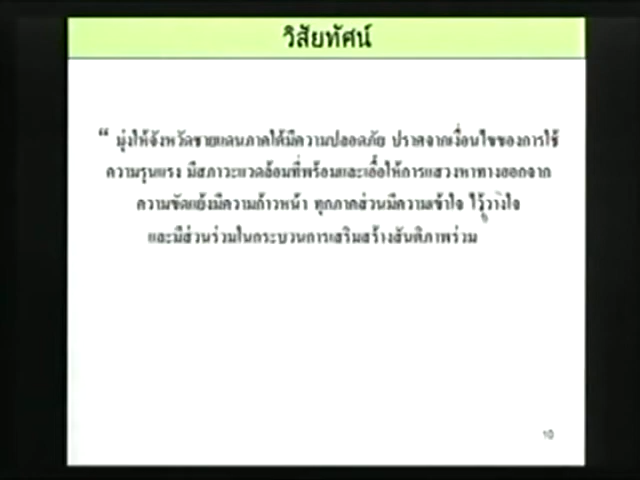 วิสัยทัศน์
“ มุ่งให้จังหวัดชายแดนภาคใต้มีความปลอดภัย ปราศจากเงื่อนไขของการใช้
ความรุนแรง มีสภาวะแวดล้อมที่พร้อมและเอื้อให้การแสวงหาทางออกจาก
ความขัดแย้งมีความก้าวหน้า ทุกภาคส่วนมีความเข้าใจ ไว้วางใจ
และมีส่วนร่วมในกระบวนการเสริมสร้างสันติภาพร่วม
10